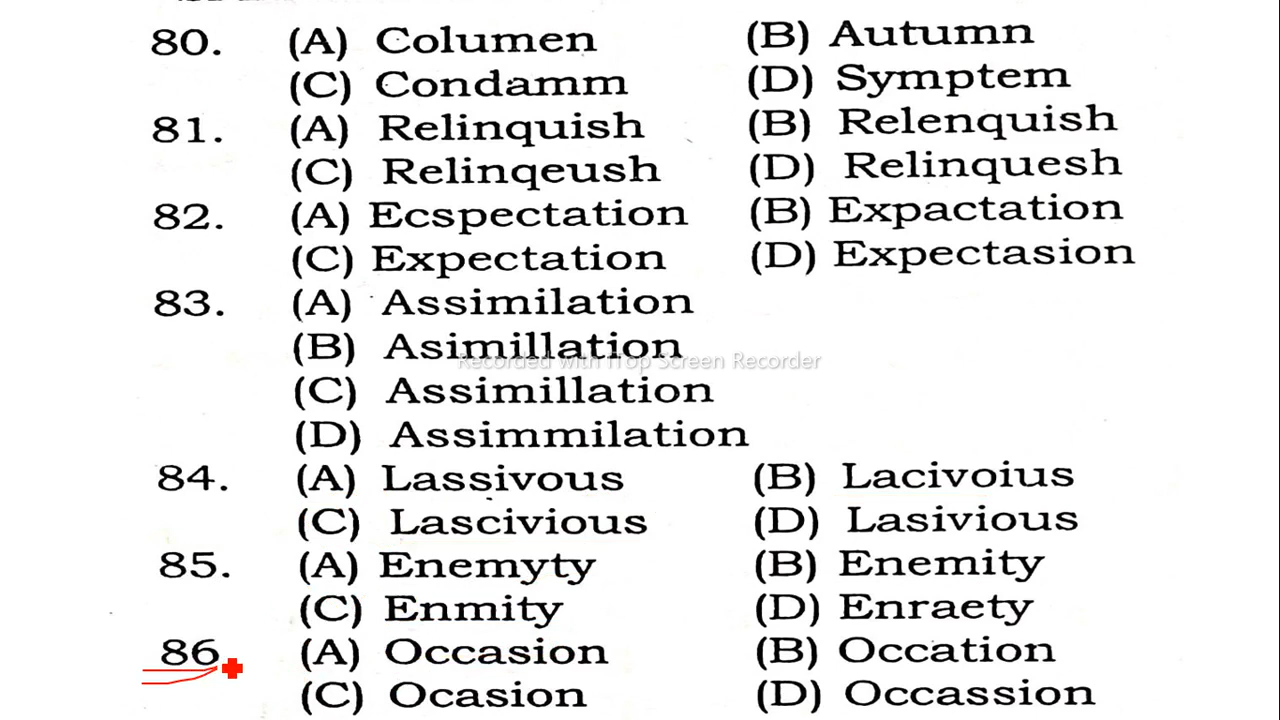 80. (A) Columen (B) Autumn
(C) Condamm (D) Symptem
81. (A) Relinquish (B) Relenquish
(C) Relinqeush (D) Relinquesh
82. (A) Ecspectation (B) Expactation
(C) Expectation (D) Expectasion
83. (A) Assimilation
(B) Asimillation
Recorded with iTop Screen Recorder
(C) Assimillation
(D) Assimmilation
84. (A) Lassivous (B) Lacivoius
(C) Lascivious (D) Lasivious
85. (A) Enemyty (B) Enemity
(C) Enmity (D) Enraety
86 (A) Occasion (B) Occation
(C) Ocasion (D) Occassion